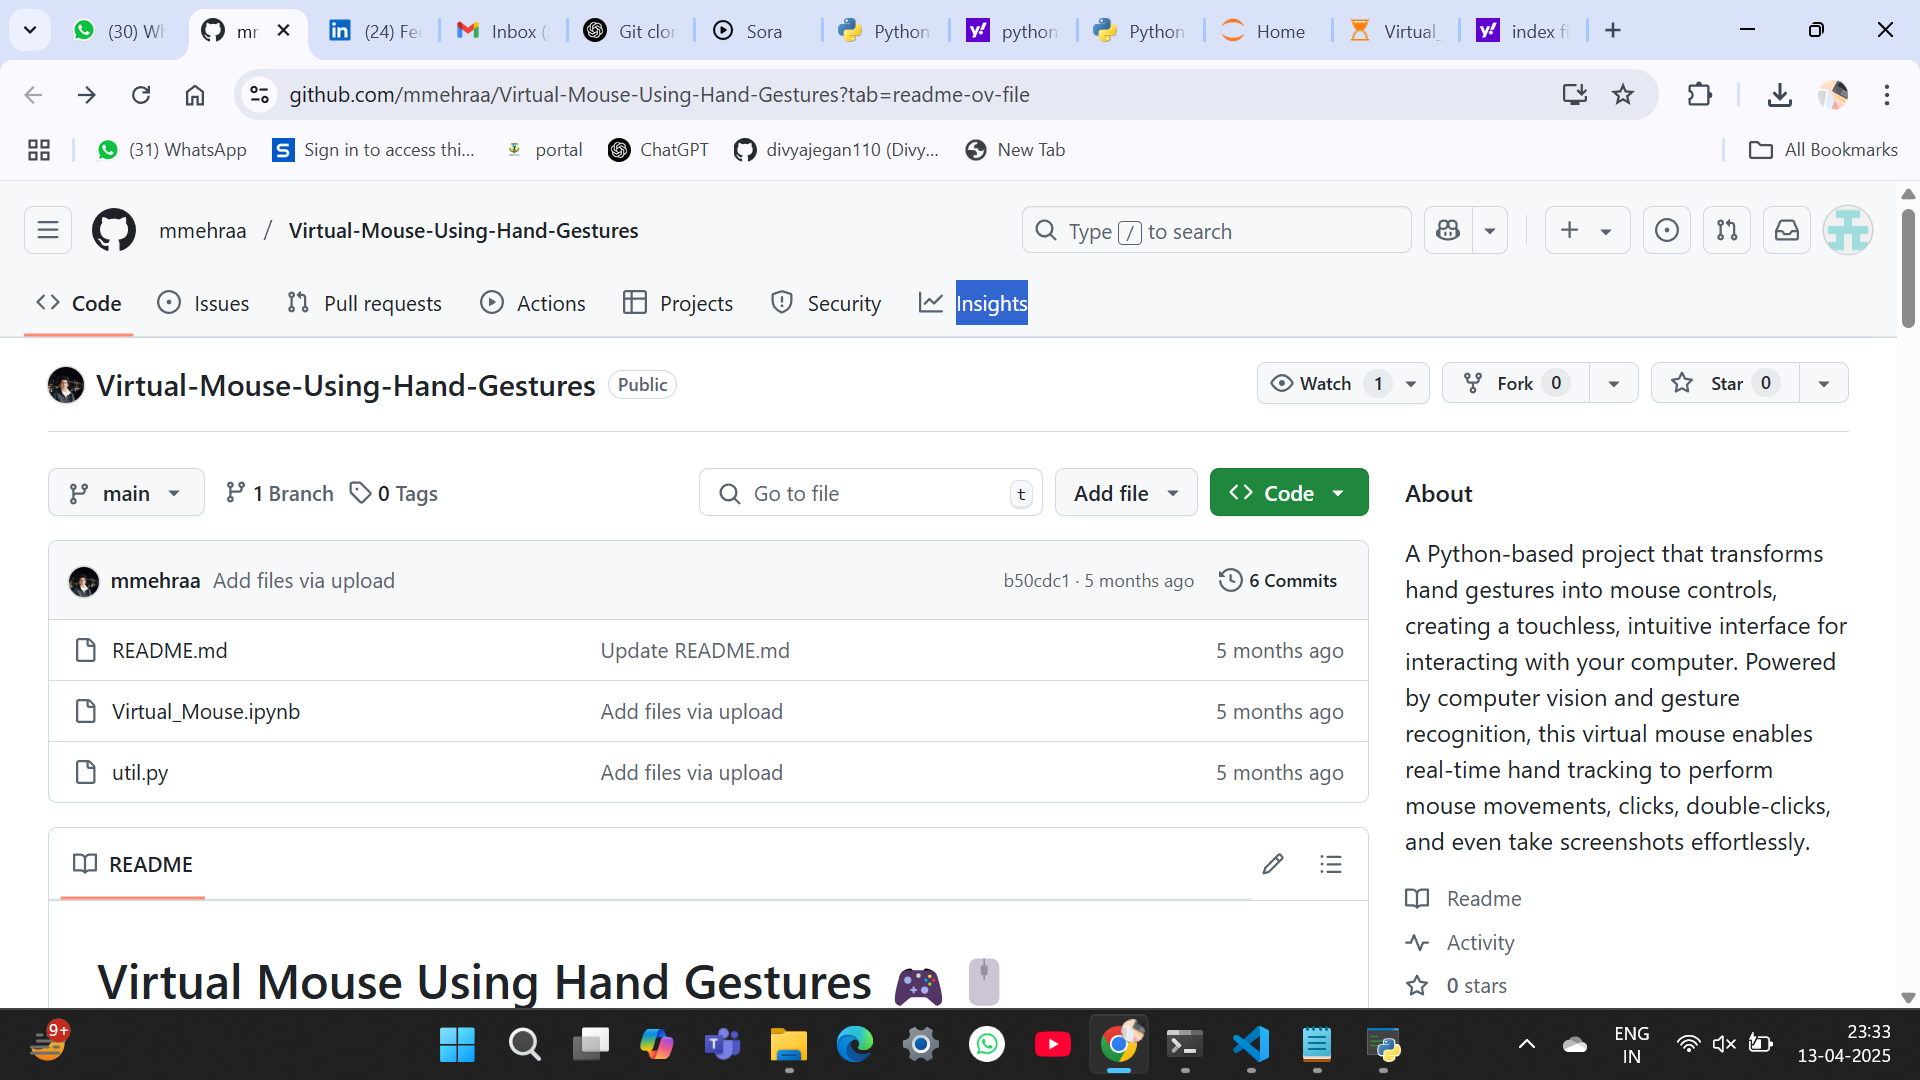 (30) Wh
mm
(24) Fee
Inbox (
Git clor
Sora
Python
python
Python
Home
Virtual_
index fi
github.com/mmehraa/Virtual-Mouse-Using-Hand-Gestures?tab=readme-ov-file
(31) WhatsApp
S
Sign in to access thi...
portal
ChatGPT
divyajegan110 (Divy...
New Tab
All Bookmarks
mmehraa / Virtual-Mouse-Using-Hand-Gestures
Type / to search
Code
Issues
Pull requests
Actions
Projects
Security
Insights
Virtual-Mouse-Using-Hand-Gestures
Public
Watch 1
Fork 0
Star 0
main
1 Branch
0 Tags
Go to file
t
Add file
Code
About
mmehraa Add files via upload
b50cdc1 · 5 months ago
6 Commits
README.md
Update README.md
5 months ago
Virtual_Mouse.ipynb
Add files via upload
5 months ago
util.py
Add files via upload
5 months ago
A Python-based project that transforms
hand gestures into mouse controls,
creating a touchless, intuitive interface for
interacting with your computer. Powered
by computer vision and gesture
recognition, this virtual mouse enables
real-time hand tracking to perform
mouse movements, clicks, double-clicks,
and even take screenshots effortlessly.
Readme
Activity
0 stars
README
Virtual Mouse Using Hand Gestures 🎮 🖱️
9+
ENG
IN
23:33
13-04-2025